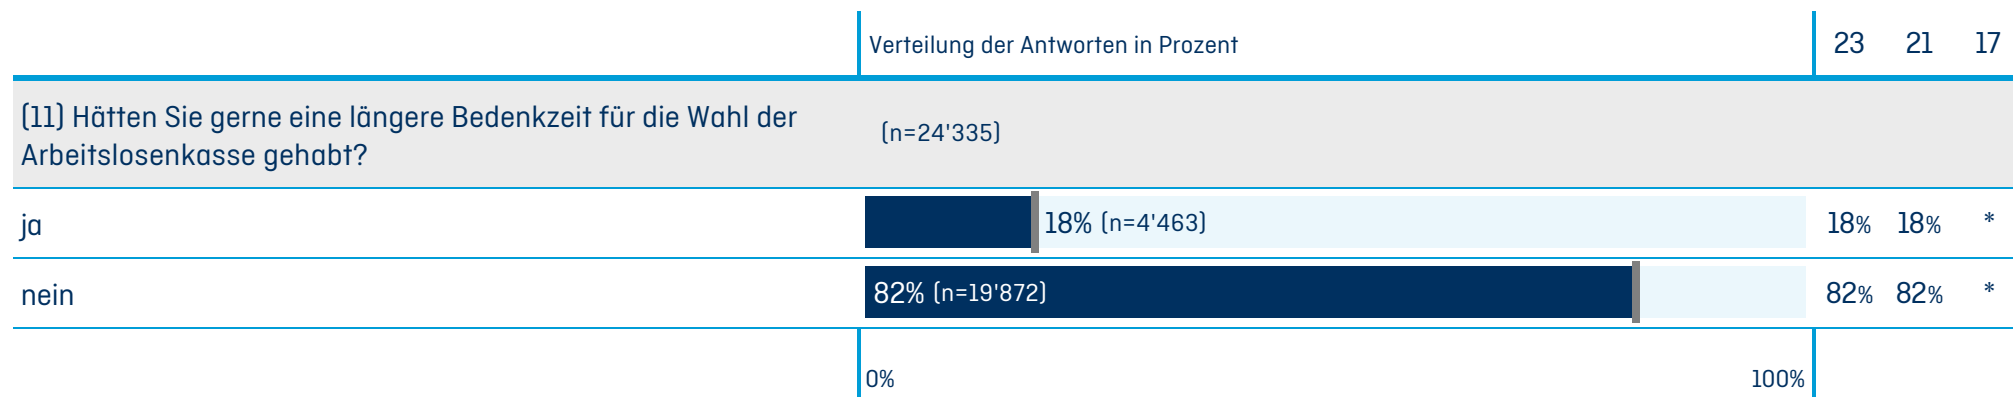 Verteilung der Antworten in Prozent 23 21 17
(11) Hätten Sie gerne eine längere Bedenkzeit für die Wahl der
Arbeitslosenkasse gehabt?
(n=24'335)
ja 18% (n=4'463) 18% 18% *
nein 82% (n=19'872) 82% 82% *
0% 100%